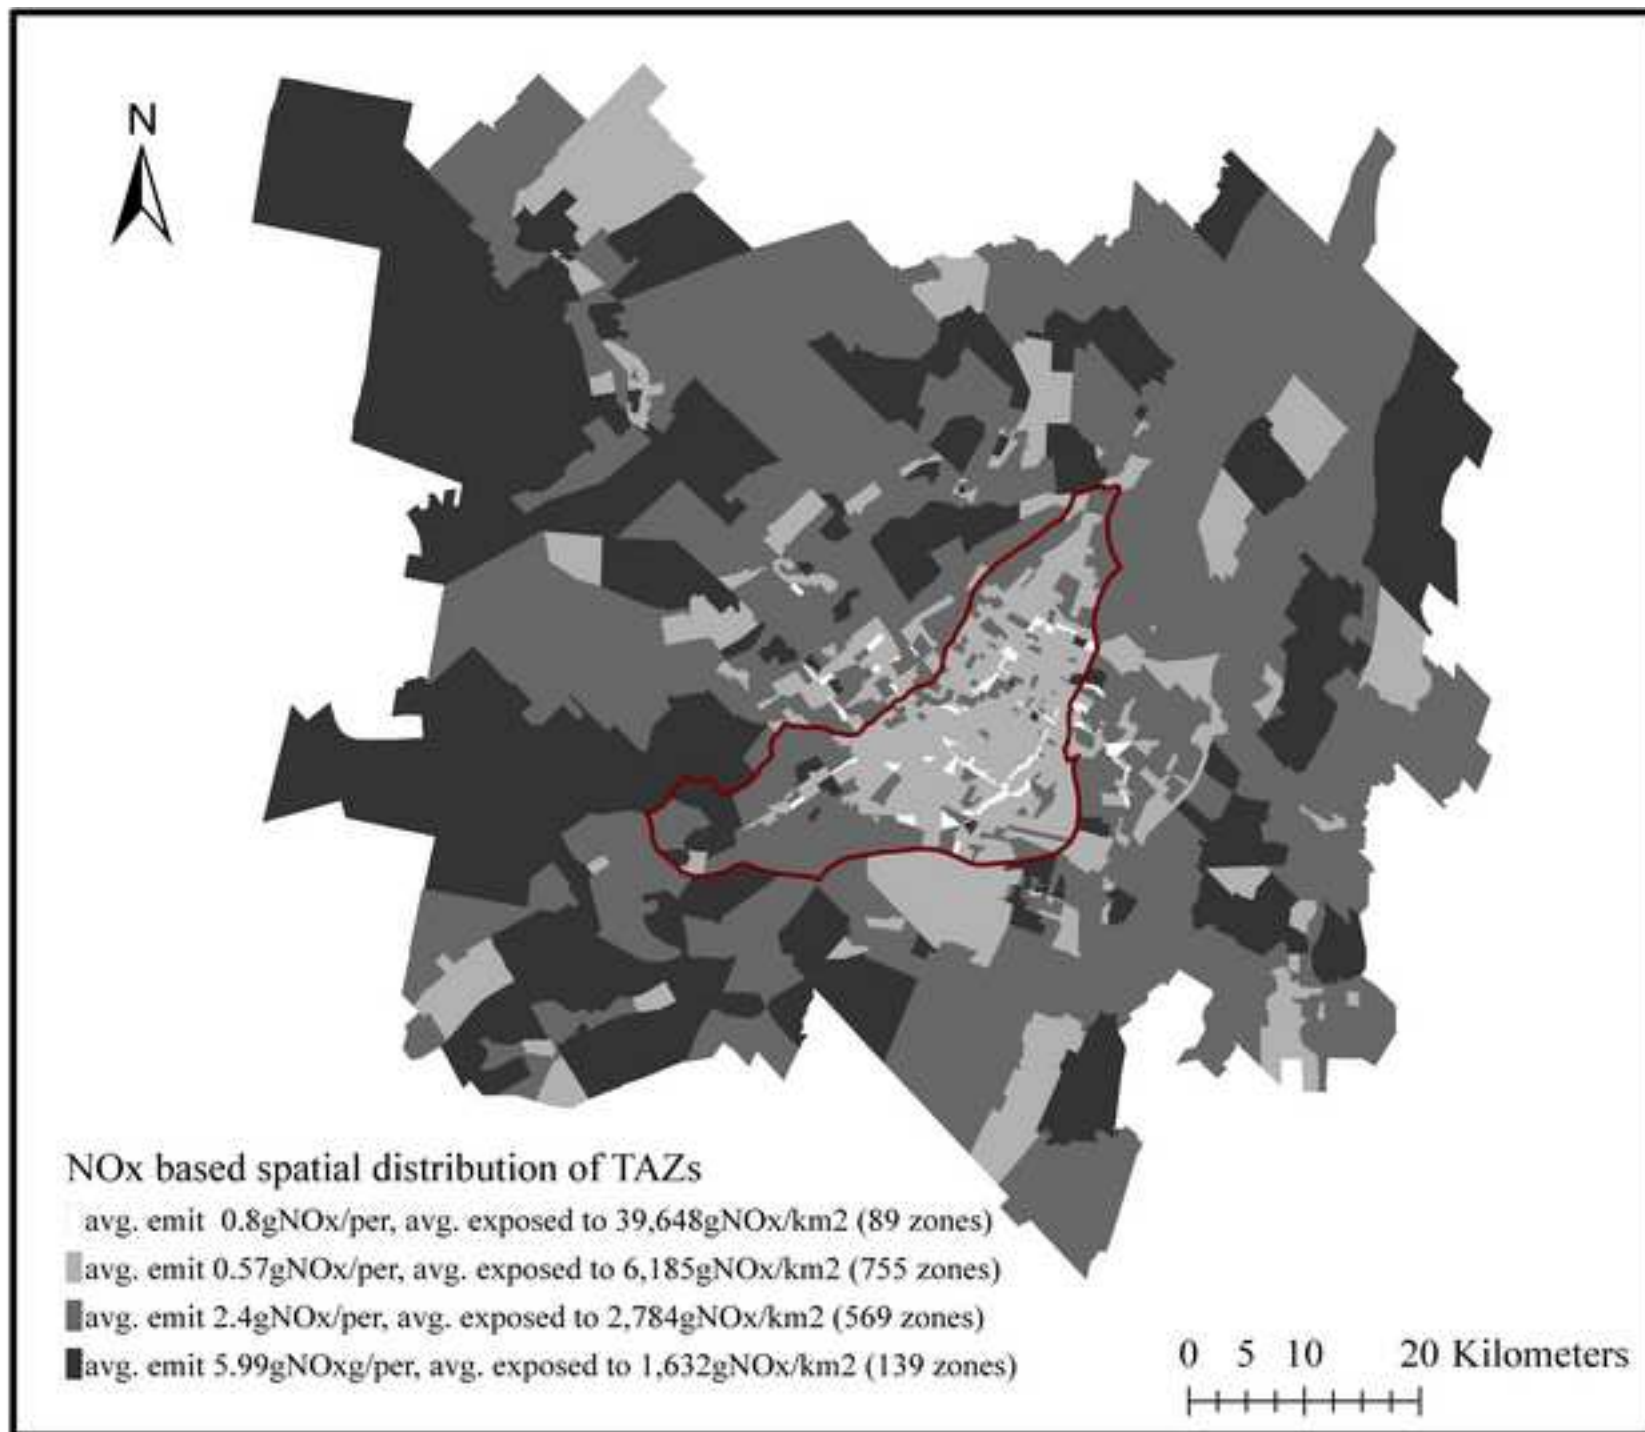 N
NOx based spatial distribution of TAZs
avg. emit 0.8gNOx/per, avg. exposed to 39,648gNOx/km2 (89 zones)
avg. emit 0.57gNOx/per, avg. exposed to 6,185gNOx/km2 (755 zones)
avg. emit 2.4gNOx/per, avg. exposed to 2,784gNOx/km2 (569 zones)
avg. emit 5.99gNOxg/per, avg. exposed to 1,632gNOx/km2 (139 zones)
0 5 10 20 Kilometers